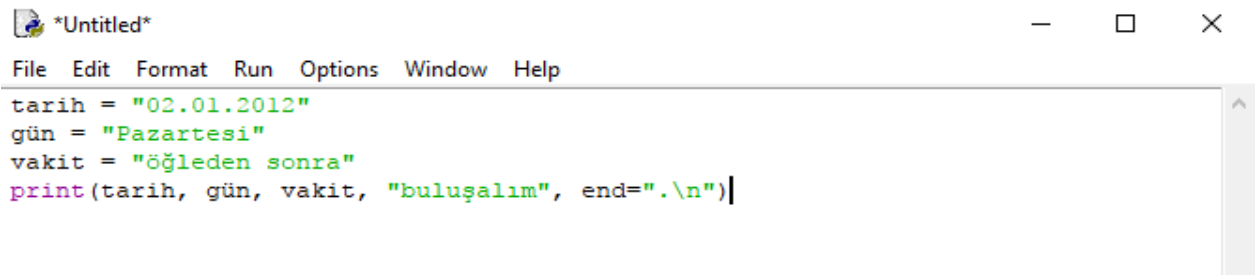 *Untitled*
File Edit Format Run Options Window Help
tarih = "02.01.2012"
gün = "Pazartesi"
vakit = "öğleden sonra"
print(tarih, gün, vakit, "buluşalım", end=".\n")